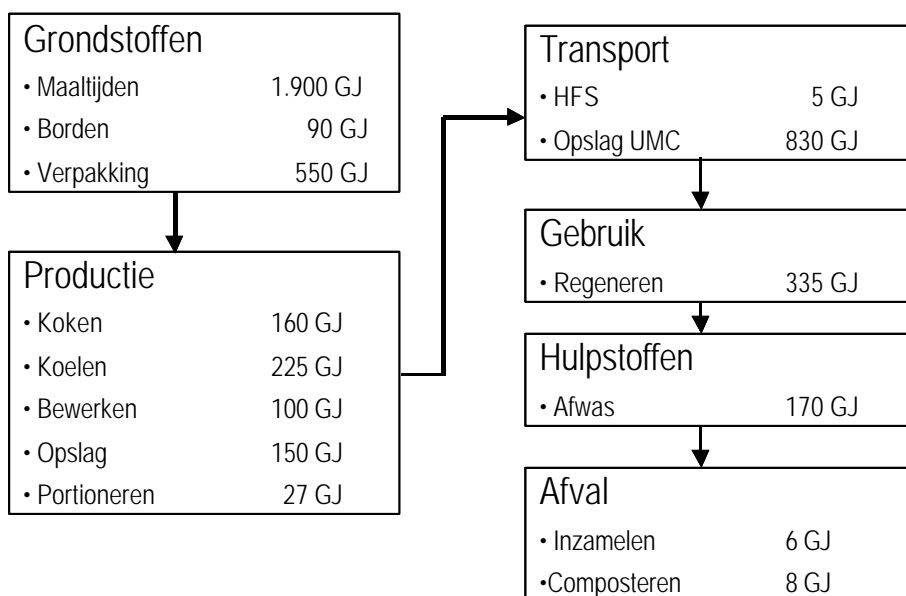 Grondstoffen
• Maaltijden 1.900 GJ
• Borden 90 GJ
• Verpakking 550 GJ
Productie
• Koken 160 GJ
• Koelen 225 GJ
• Bewerken 100 GJ
• Opslag 150 GJ
• Portioneren 27 GJ
Transport
• HFS 5 GJ
• Opslag UMC 830 GJ
Gebruik
• Regeneren 335 GJ
Hulpstoffen
• Afwas 170 GJ
Afval
• Inzamelen 6 GJ
•Composteren 8 GJ